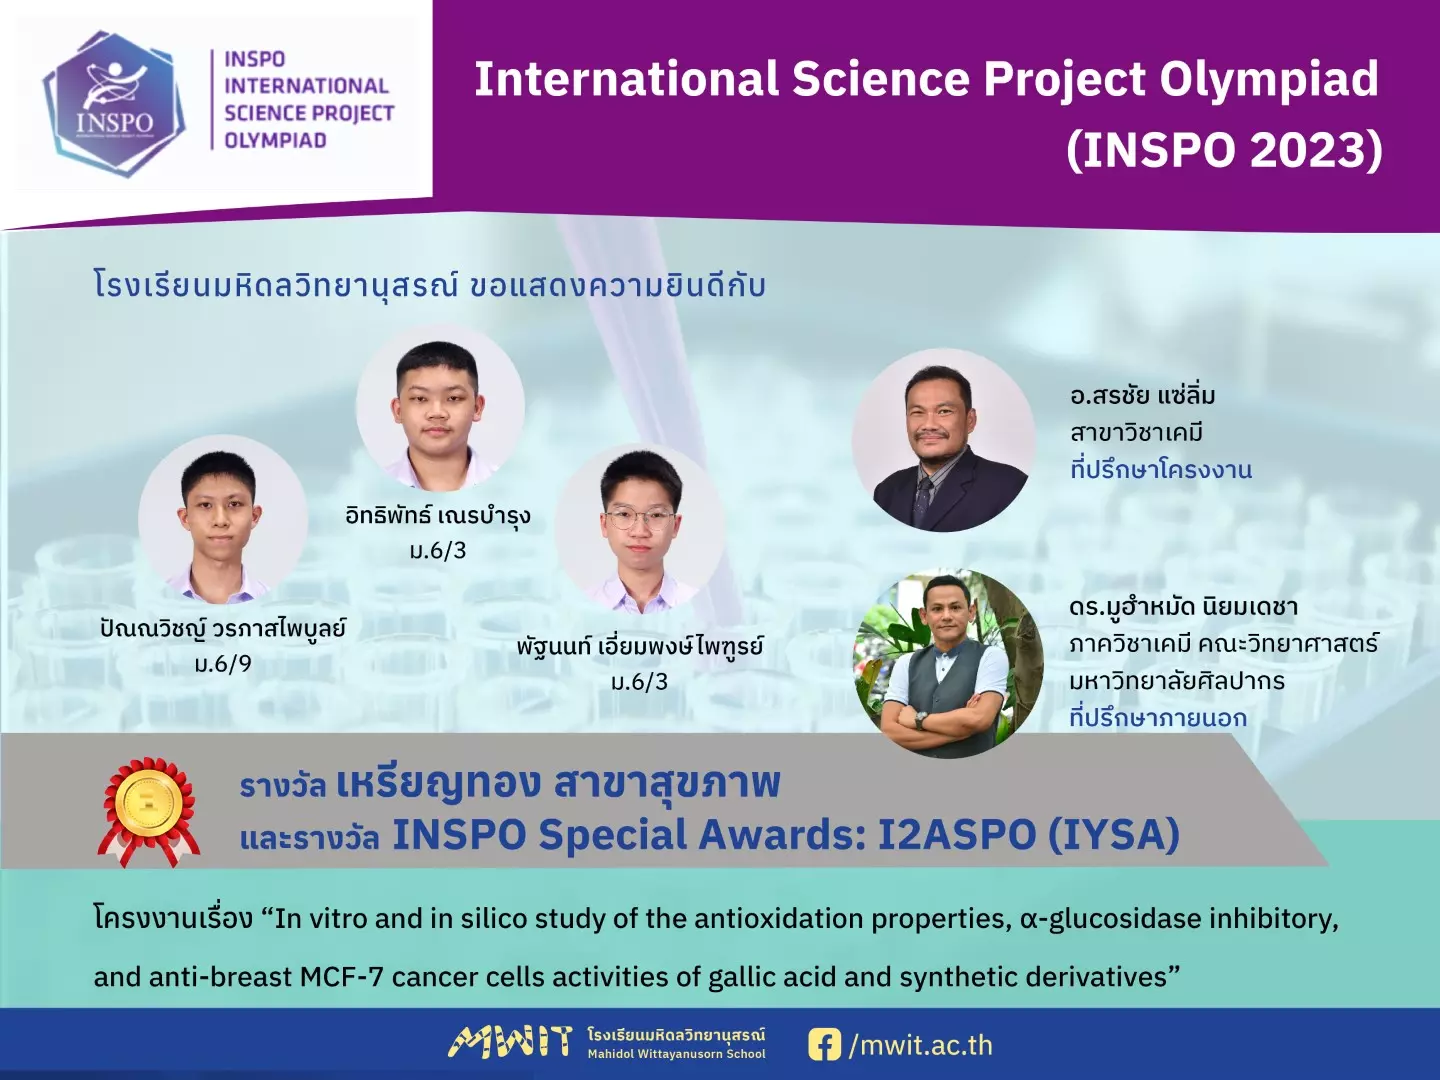 INSPO
INTERNATIONAL
SCIENCE PROJECT
OLYMPIAD
INSPO
International Science Project Olympiad
(INSPO 2023)
โรงเรียนมหิดลวิทยานุสรณ์ ขอแสดงความยินดีกับ
อิทธิพัทธ์ เณรบำรุง
ม.6/3
ปัณณวิชญ์ วรภาสไพบูลย์
ม.6/9
พัฐนนท์ เอี่ยมพงษ์ไพฑูรย์
ม.6/3
อ.สรชัย แซ่ลิ่ม
สาขาวิชาเคมี
ที่ปรึกษาโครงงาน
ดร.มูฮำหมัด นิยมเดชา
ภาควิชาเคมี คณะวิทยาศาสตร์
มหาวิทยาลัยศิลปากร
ที่ปรึกษาภายนอก
รางวัล เหรียญทอง สาขาสุขภาพ
และรางวัล INSPO Special Awards: I2ASPO (IYSA)
โครงงานเรื่อง “In vitro and in silico study of the antioxidation properties, α-glucosidase inhibitory,
and anti-breast MCF-7 cancer cells activities of gallic acid and synthetic derivatives”
MWIT
โรงเรียนมหิดลวิทยานุสรณ์
Mahidol Wittayanusorn School
/mwit.ac.th